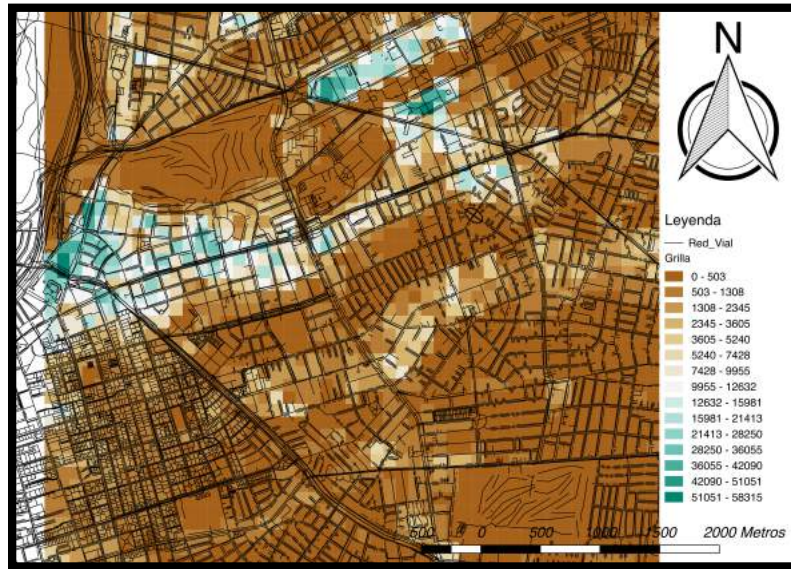 N
Leyenda
Red_Vial
Grilla
0 - 503
503 - 1308
1308 - 2345
2345 - 3605
3605 - 5240
5240 - 7428
7428 - 9955
9955 - 12632
12632 - 15981
15981 - 21413
21413 - 28250
28250 - 36055
36055 - 42090
42090 - 51051
51051 - 58315
500 0 500 1000 1500 2000 Metros